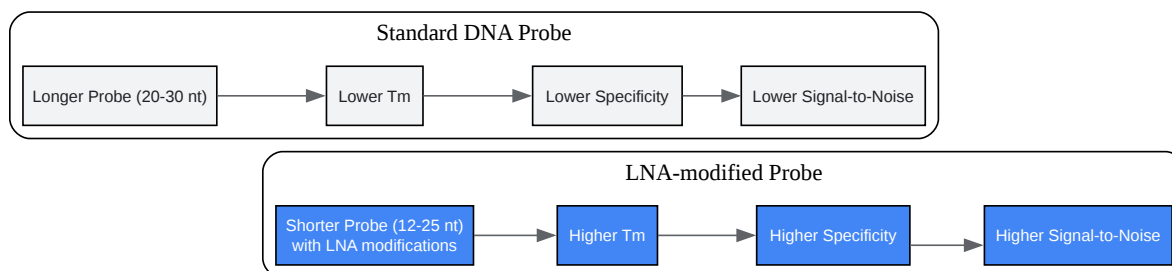 Standard DNA Probe
Longer Probe (20-30 nt)
Lower Tm
Lower Specificity
Lower Signal-to-Noise
LNA-modified Probe
Shorter Probe (12-25 nt)
with LNA modifications
Higher Tm
Higher Specificity
Higher Signal-to-Noise